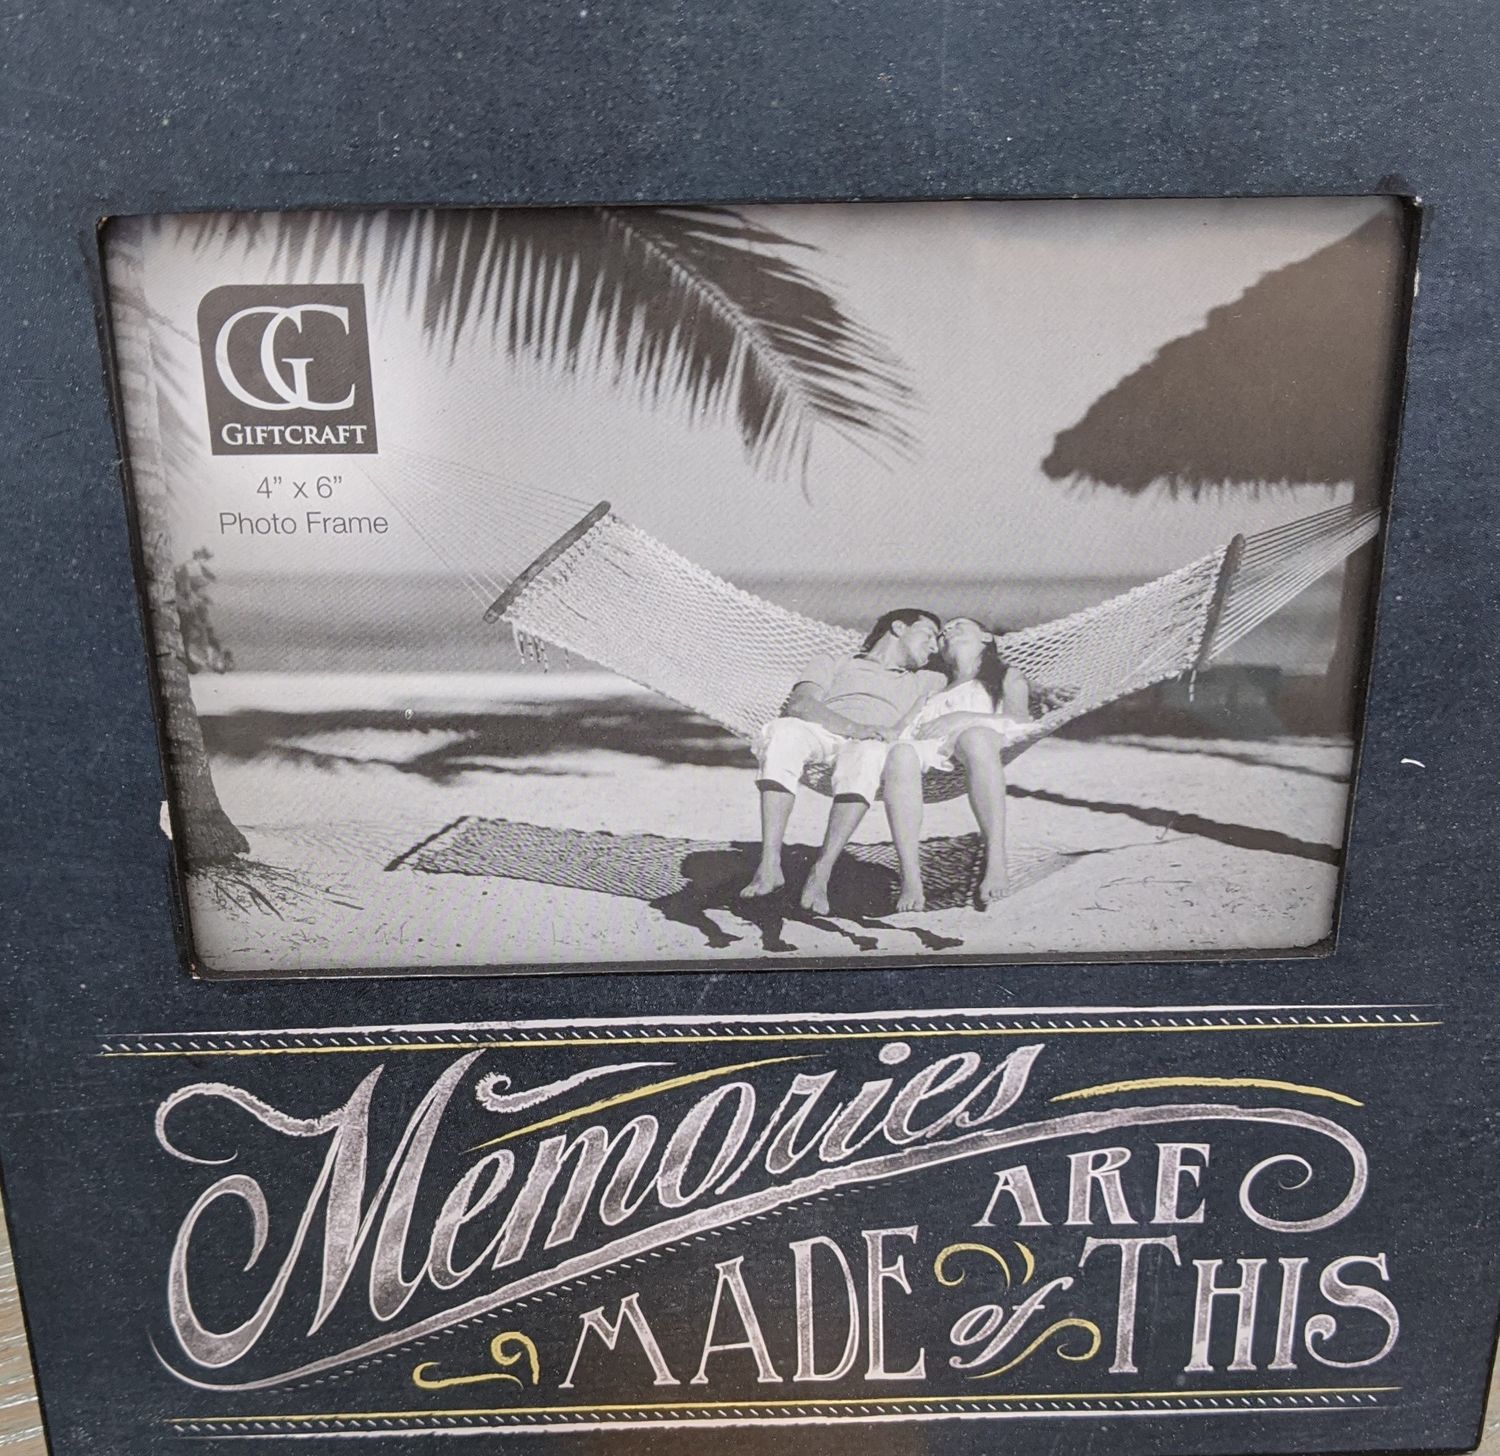 GC
GIFTCRAFT
4" x 6"
Photo Frame
Memories
ARE
MADE of THIS